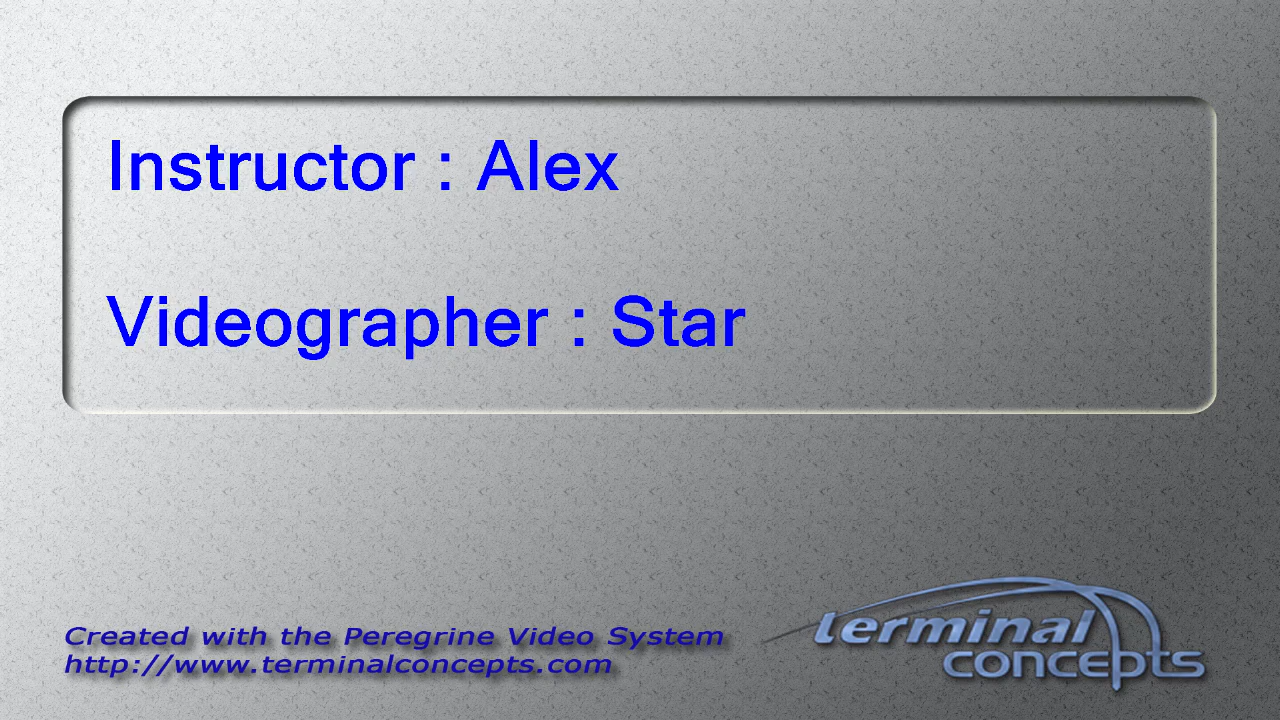 Instructor : Alex
Videographer : Star
Created with the Peregrine Video System
http://www.terminalconcepts.com
terminal
concepts